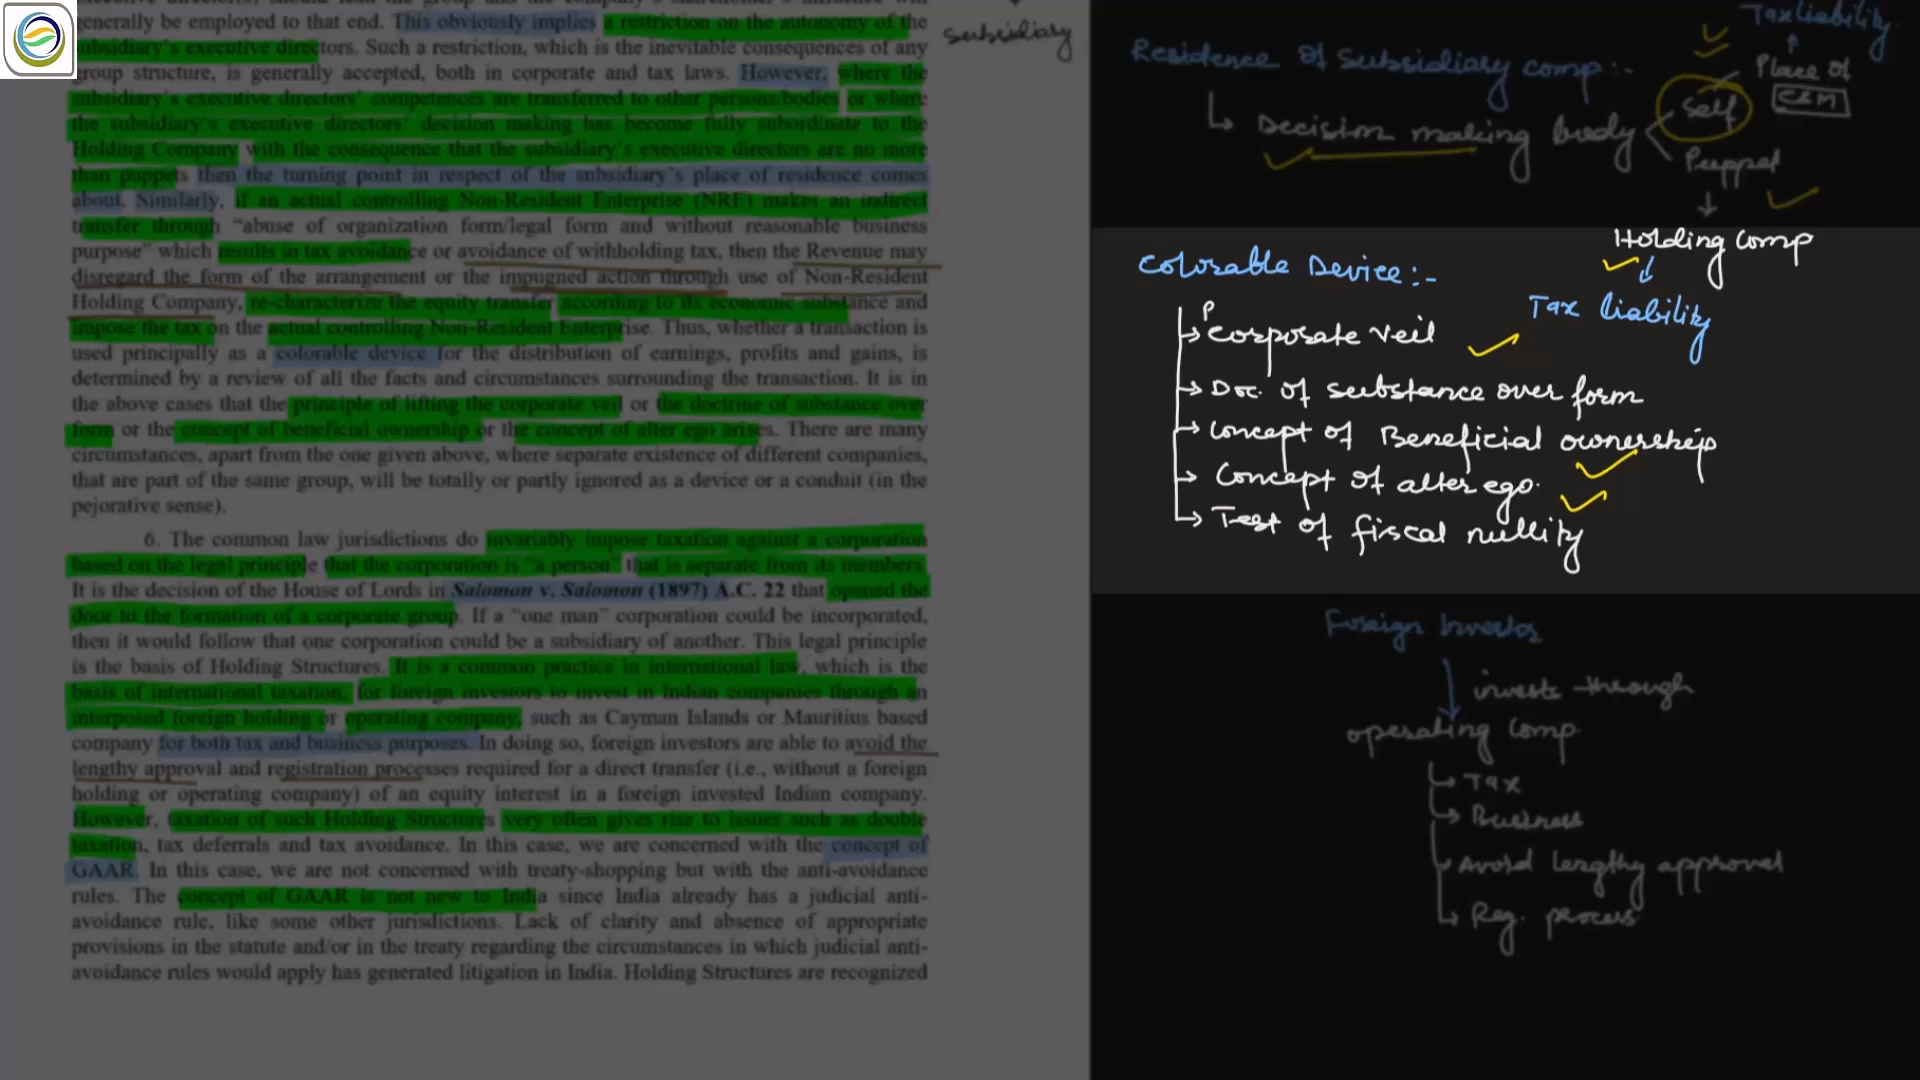 generally be employed to that end. This obviously implies a restriction on the autonomy of the
subsidiary's executive directors. Such a restriction, which is the inevitable consequences of any
group structure, is generally accepted, both in corporate and tax laws. However, where the
subsidiary's executive directors' competences are transferred to other persons/bodies or where
the subsidiary's executive directors' decision making has become fully subordinate to the
Holding Company with the consequence that the subsidiary's executive directors are no more
than puppets then the turning point in respect of the subsidiary's place of residence comes
about. Similarly, if an actual controlling Non-Resident Enterprise (NRE) makes an indirect
transfer through "abuse of organization form/legal form and without reasonable business
purpose" which results in tax avoidance or avoidance of withholding tax, then the Revenue may
disregard the form of the arrangement or the impugned action through use of Non-Resident
Holding Company, re-characterize the equity transfer according to its economic substance and
impose the tax on the actual controlling Non-Resident Enterprise. Thus, whether a transaction is
used principally as a colorable device for the distribution of earnings, profits and gains, is
determined by a review of all the facts and circumstances surrounding the transaction. It is in
the above cases that the principle of lifting the corporate veil or the doctrine of substance over
form or the concept of beneficial ownership or the concept of alter ego arises. There are many
circumstances, apart from the one given above, where separate existence of different companies,
that are part of the same group, will be totally or partly ignored as a device or a conduit (in the
pejorative sense).
6. The common law jurisdictions do invariably impose taxation against a corporation
based on the legal principle that the corporation is "a person" that is separate from its members.
It is the decision of the House of Lords in Salomon v. Salomon (1897) A.C. 22 that opened the
door to the formation of a corporate group. If a "one man" corporation could be incorporated,
then it would follow that one corporation could be a subsidiary of another. This legal principle
is the basis of Holding Structures. It is a common practice in international law, which is the
basis of international taxation, for foreign investors to invest in Indian companies through an
interposed foreign holding or operating company, such as Cayman Islands or Mauritius based
company for both tax and business purposes. In doing so, foreign investors are able to avoid the
lengthy approval and registration processes required for a direct transfer (i.e., without a foreign
holding or operating company) of an equity interest in a foreign invested Indian company.
However, taxation of such Holding Structures very often gives rise to issues such as double
taxation, tax deferrals and tax avoidance. In this case, we are concerned with the concept of
GAAR. In this case, we are not concerned with treaty-shopping but with the anti-avoidance
rules. The concept of GAAR is not new to India since India already has a judicial anti-
avoidance rule, like some other jurisdictions. Lack of clarity and absence of appropriate
provisions in the statute and/or in the treaty regarding the circumstances in which judicial anti-
avoidance rules would apply has generated litigation in India. Holding Structures are recognized
subsidiary
Tax liability
Residence of subsidiary comp:-
Place of
C&M
Self
Decision making body
Puppet
Holding comp
Colorable Device:-
Tax liability
P
Corporate veil
Doc. of substance over form
Concept of Beneficial ownership
Concept of alter ego.
Test of fiscal nullity
Foreign Investor
invests through
operating comp.
Tax
Business
Avoid lengthy approval
Reg. process